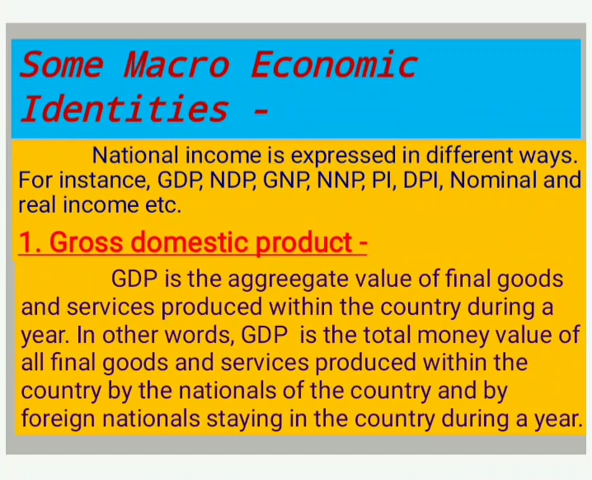 Some Macro Economic
Identities -
National income is expressed in different ways.
For instance, GDP, NDP, GNP, NNP, PI, DPI, Nominal and
real income etc.
1. Gross domestic product -
GDP is the aggreegate value of final goods
and services produced within the country during a
year. In other words, GDP is the total money value of
all final goods and services produced within the
country by the nationals of the country and by
foreign nationals staying in the country during a year.